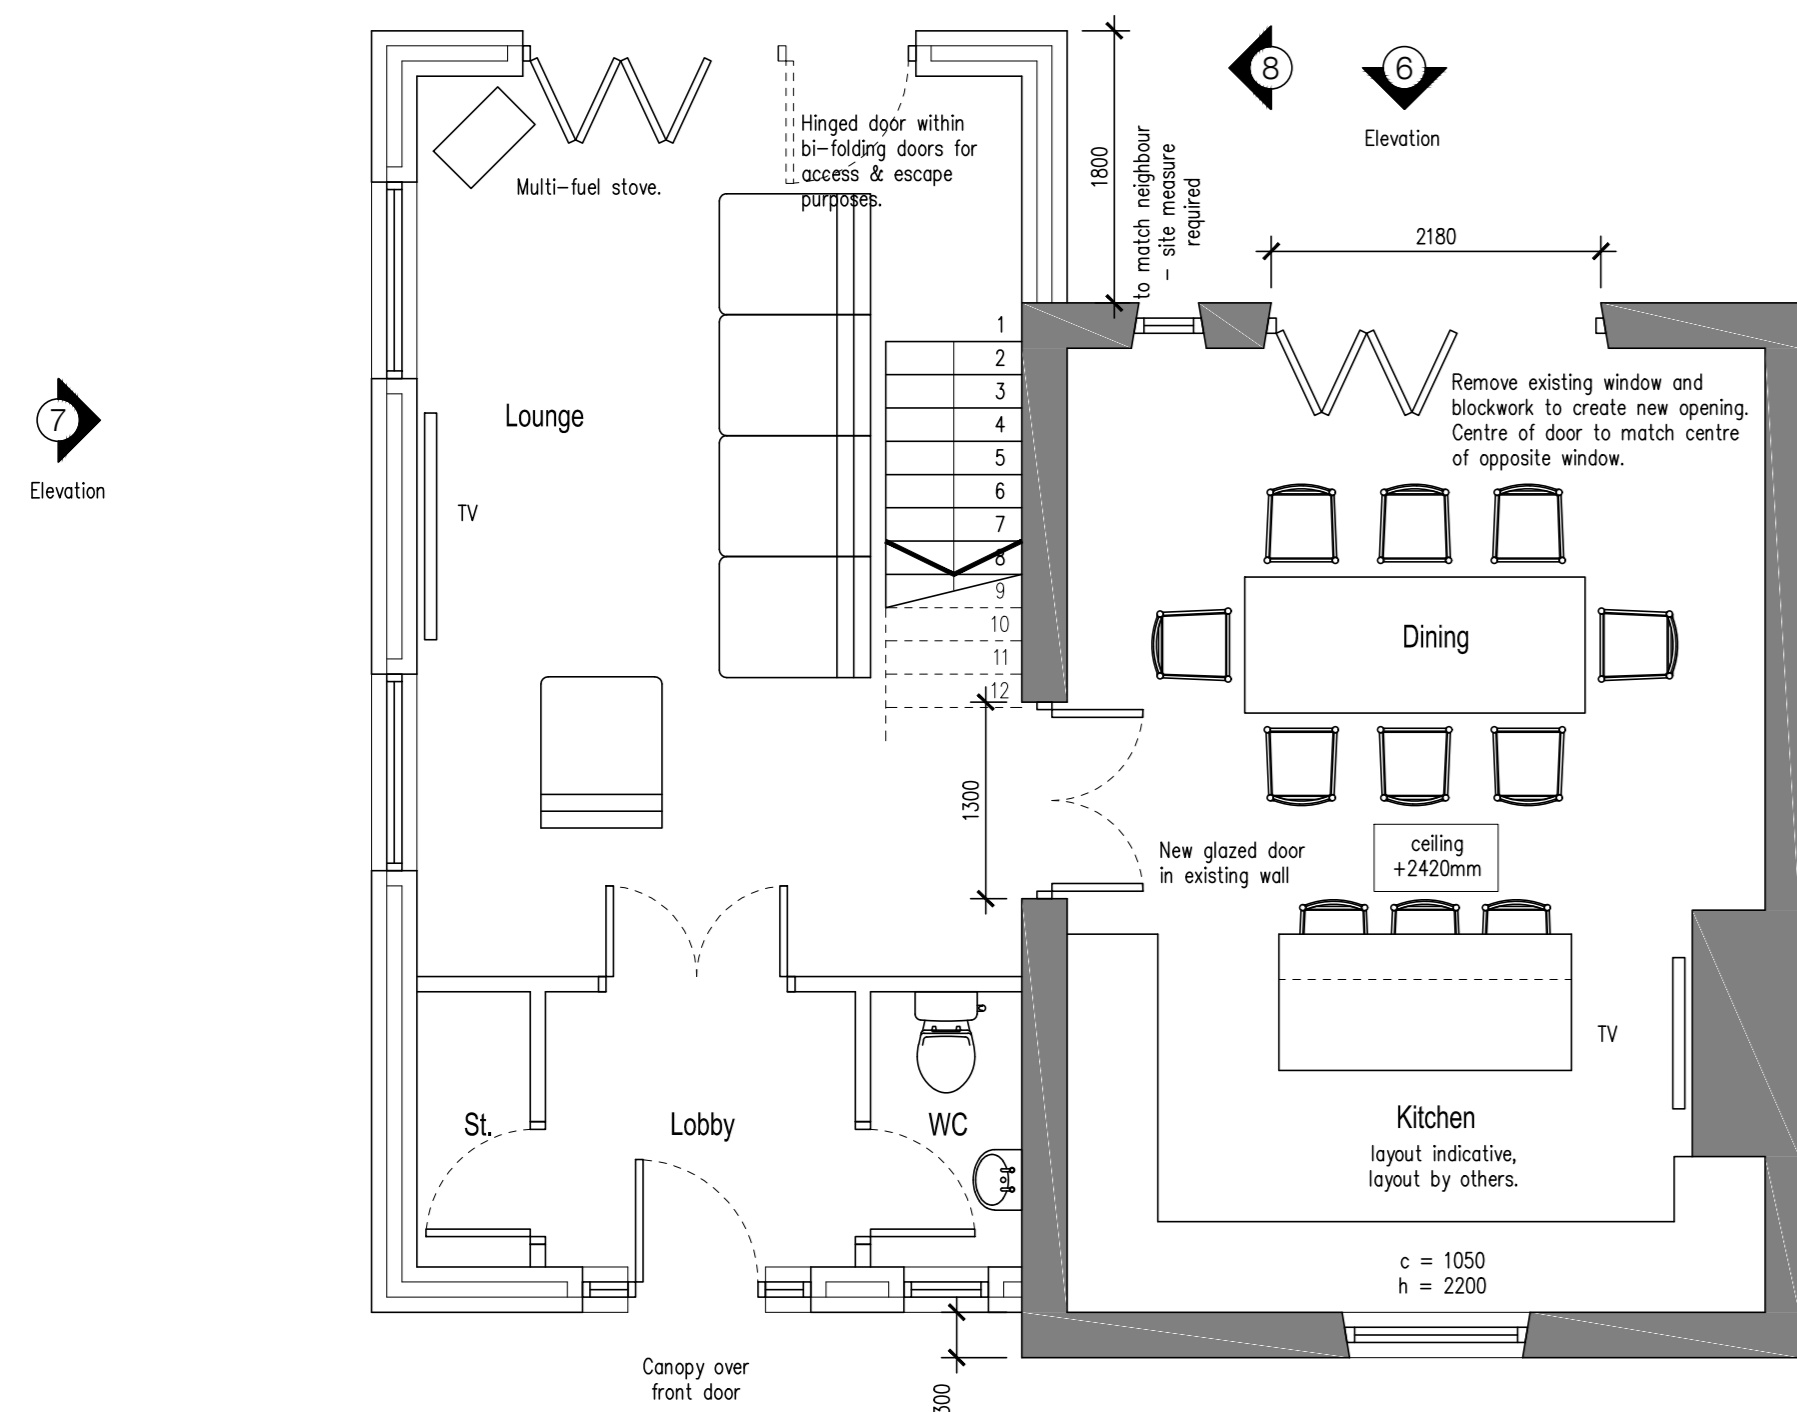 8
6
Elevation
Hinged door within
bi-folding doors for
access & escape
purposes.
Multi-fuel stove.
1800
to match neighbour
- site measure
required
2180
1
2
3
4
5
6
7
8
9
10
11
12
Remove existing window and
blockwork to create new opening.
Centre of door to match centre
of opposite window.
7
Elevation
Lounge
TV
Dining
1300
New glazed door
in existing wall
ceiling
+2420mm
TV
St.
Lobby
WC
Kitchen
layout indicative,
layout by others.
c = 1050
h = 2200
Canopy over
front door
300